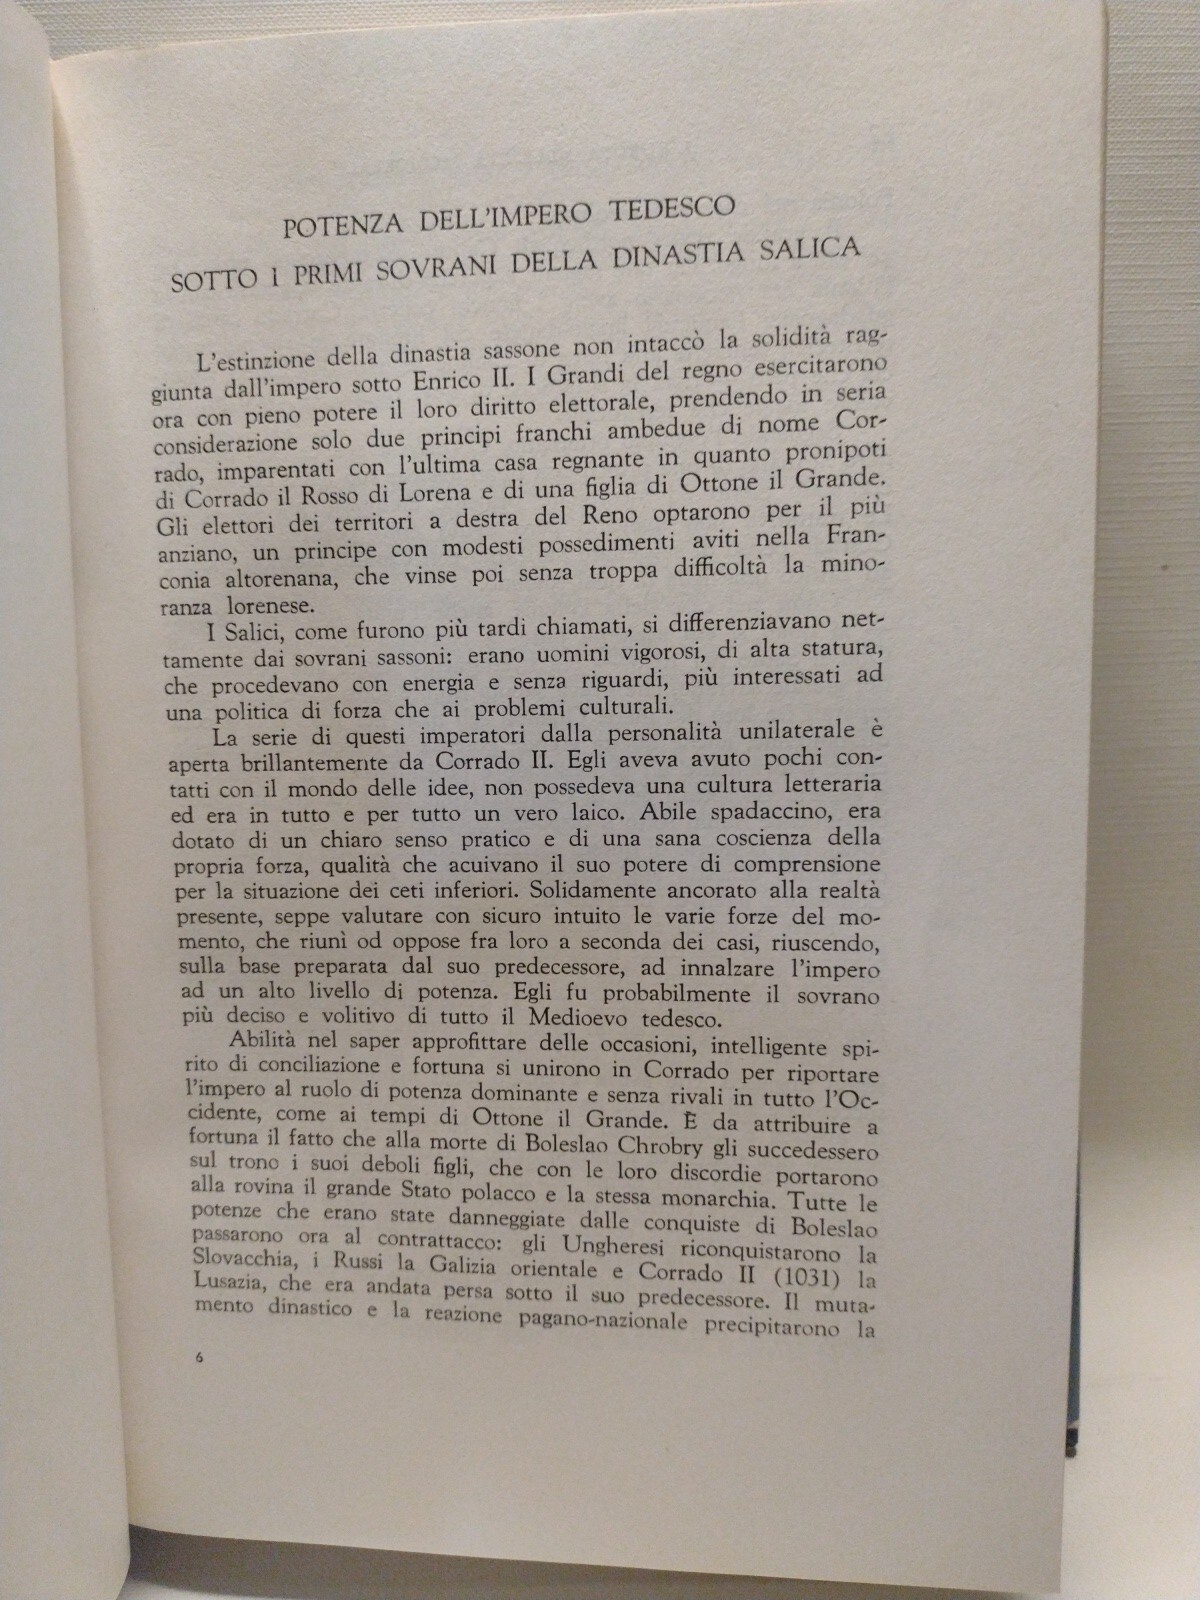 POTENZA DELL'IMPERO TEDESCO
SOTTO I PRIMI SOVRANI DELLA DINASTIA SALICA
L'estinzione della dinastia sassone non intaccò la solidità rag-
giunta dall'impero sotto Enrico II. I Grandi del regno esercitarono
ora con pieno potere il loro diritto elettorale, prendendo in seria
considerazione solo due principi franchi ambedue di nome Cor-
rado, imparentati con l'ultima casa regnante in quanto pronipoti
di Corrado il Rosso di Lorena e di una figlia di Ottone il Grande.
Gli elettori dei territori a destra del Reno optarono per il più
anziano, un principe con modesti possedimenti aviti nella Fran-
conia altorenana, che vinse poi senza troppa difficoltà la mino-
ranza lorenese.
I Salici, come furono più tardi chiamati, si differenziavano net-
tamente dai sovrani sassoni: erano uomini vigorosi, di alta statura,
che procedevano con energia e senza riguardi, più interessati ad
una politica di forza che ai problemi culturali.
La serie di questi imperatori dalla personalità unilaterale è
aperta brillantemente da Corrado II. Egli aveva avuto pochi con-
tatti con il mondo delle idee, non possedeva una cultura letteraria
ed era in tutto e per tutto un vero laico. Abile spadaccino, era
dotato di un chiaro senso pratico e di una sana coscienza della
propria forza, qualità che acuivano il suo potere di comprensione
per la situazione dei ceti inferiori. Solidamente ancorato alla realtà
presente, seppe valutare con sicuro intuito le varie forze del mo-
mento, che riunì od oppose fra loro a seconda dei casi, riuscendo,
sulla base preparata dal suo predecessore, ad innalzare l'impero
ad un alto livello di potenza. Egli fu probabilmente il sovrano
più deciso e volitivo di tutto il Medioevo tedesco.
Abilità nel saper approfittare delle occasioni, intelligente spi-
rito di conciliazione e fortuna si unirono in Corrado per riportare
l'impero al ruolo di potenza dominante e senza rivali in tutto l'Oc-
cidente, come ai tempi di Ottone il Grande. È da attribuire a
fortuna il fatto che alla morte di Boleslao Chrobry gli succedessero
sul trono i suoi deboli figli, che con le loro discordie portarono
alla rovina il grande Stato polacco e la stessa monarchia. Tutte le
potenze che erano state danneggiate dalle conquiste di Boleslao
passarono ora al contrattacco: gli Ungheresi riconquistarono la
Slovacchia, i Russi la Galizia orientale e Corrado II (1031) la
Lusazia, che era andata persa sotto il suo predecessore. Il muta-
mento dinastico e la reazione pagano-nazionale precipitarono la
6